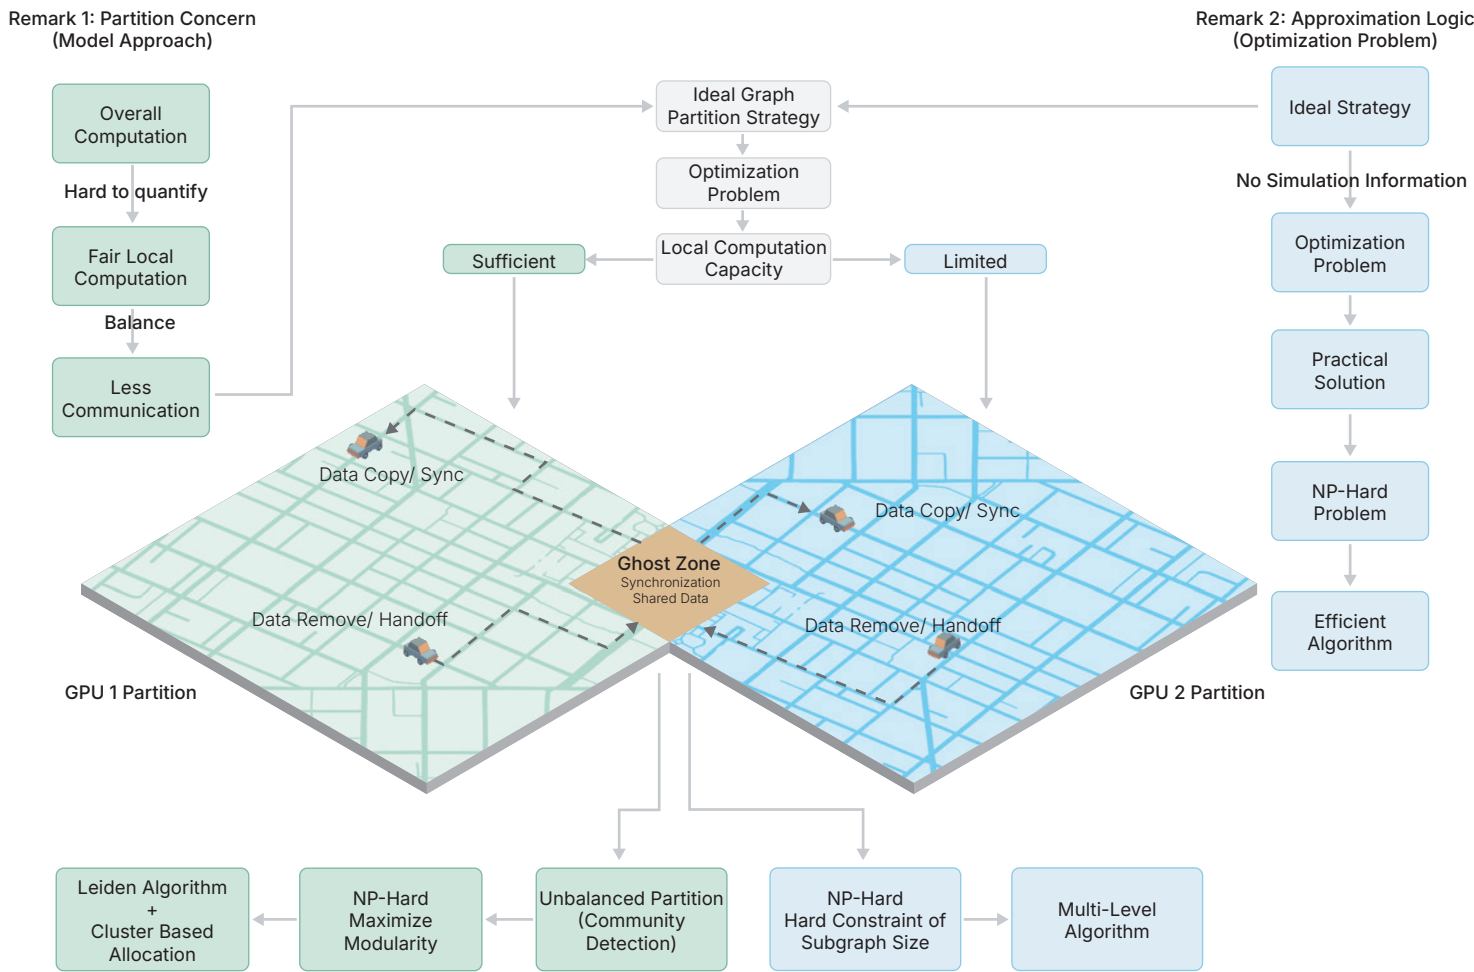 Remark 1: Partition Concern
(Model Approach)
Remark 2: Approximation Logic
(Optimization Problem)
Overall
Computation
Hard to quantify
Fair Local
Computation
Balance
Less
Communication
Ideal Graph
Partition Strategy
Optimization
Problem
Local Computation
Capacity
Sufficient
Limited
Ideal Strategy
No Simulation Information
Optimization
Problem
Practical
Solution
NP-Hard
Problem
Efficient
Algorithm
Data Copy/ Sync
Data Copy/ Sync
Ghost Zone
Synchronization
Shared Data
Data Remove/ Handoff
Data Remove/ Handoff
GPU 1 Partition
GPU 2 Partition
Leiden Algorithm
+
Cluster Based
Allocation
NP-Hard
Maximize
Modularity
Unbalanced Partition
(Community
Detection)
NP-Hard
Hard Constraint of
Subgraph Size
Multi-Level
Algorithm